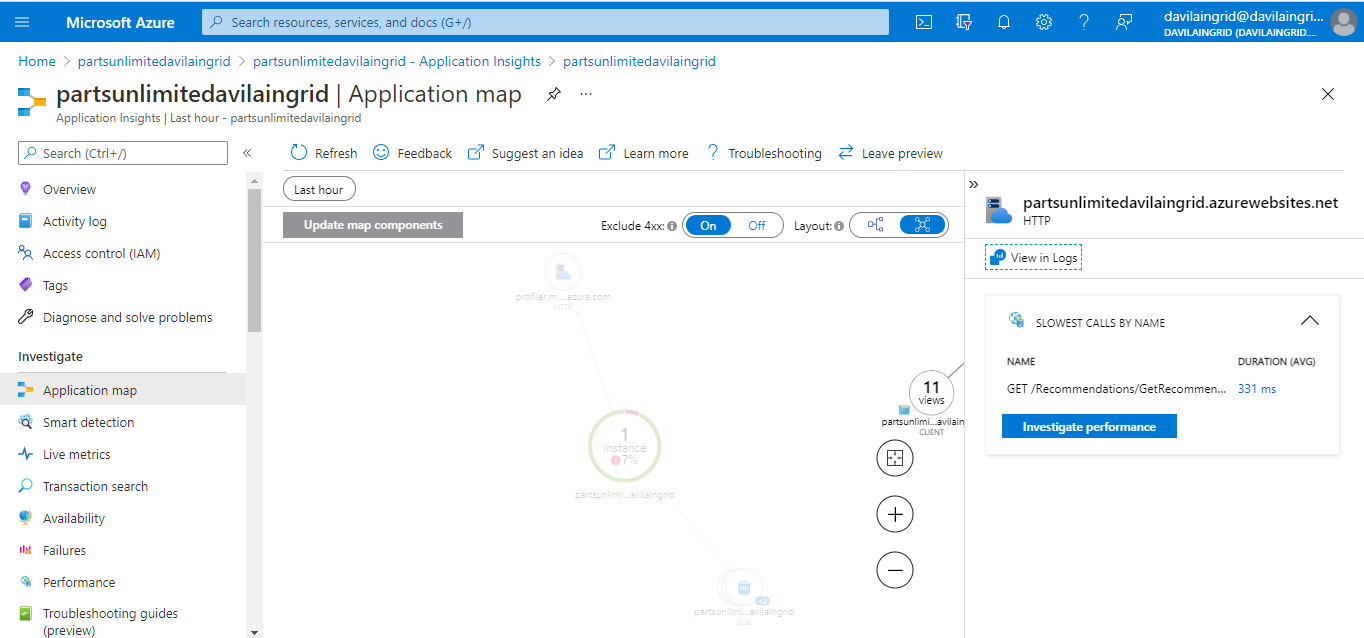 Microsoft Azure
Search resources, services, and docs (G+/)
davilaingrid@davilaingri...
DAVILAINGRID (DAVILAINGRID....
Home > partsunlimitedavilaingrid > partsunlimitedavilaingrid - Application Insights > partsunlimitedavilaingrid
partsunlimitedavilaingrid | Application map
Application Insights | Last hour - partsunlimitedavilaingrid
Search (Ctrl+/)
Refresh
Feedback
Suggest an idea
Learn more
Troubleshooting
Leave preview
Overview
Activity log
Access control (IAM)
Tags
Diagnose and solve problems
Investigate
Application map
Smart detection
Live metrics
Transaction search
Availability
Failures
Performance
Troubleshooting guides
(preview)
Last hour
Update map components
Exclude 4xx:
On
Off
Layout:
profiler.m....azure.com
HTTP
1
instance
7%
partsunlimi...avilaingrid
11
views
partsunlimi...avilain
CLIENT
+2
partsunlimi...avilaingrid
SQL
partsunlimitedavilaingrid.azurewebsites.net
HTTP
View in Logs
SLOWEST CALLS BY NAME
NAME
DURATION (AVG)
GET /Recommendations/GetRecommen...
331 ms
Investigate performance